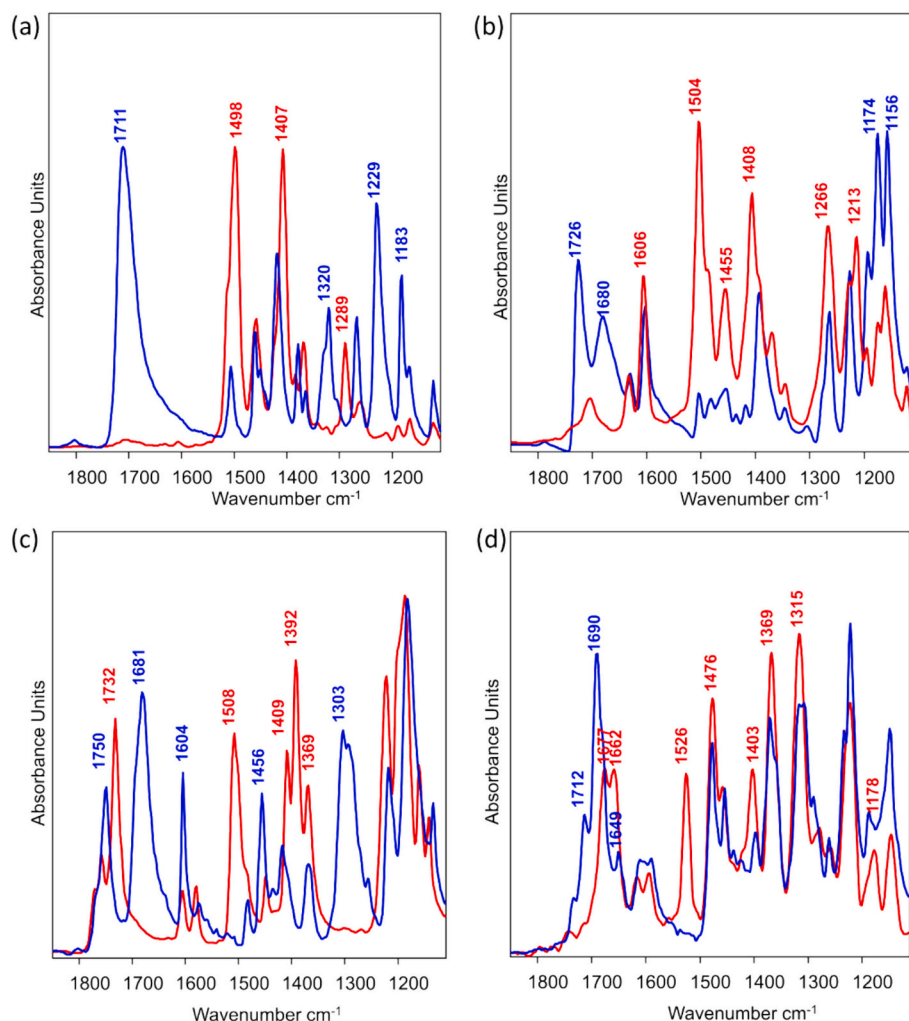 (a)
1711
1498
1407
1320
1289
1229
1183
Absorbance Units
1800 1700 1600 1500 1400 1300 1200
Wavenumber cm-1
(b)
1726
1680
1606
1504
1455
1408
1266
1213
1174
1156
Absorbance Units
1800 1700 1600 1500 1400 1300 1200
Wavenumber cm-1
(c)
1750
1732
1681
1604
1508
1456
1409
1392
1369
1303
Absorbance Units
1800 1700 1600 1500 1400 1300 1200
Wavenumber cm-1
(d)
1712
1690
1677
1662
1649
1526
1476
1403
1369
1315
1178
Absorbance Units
1800 1700 1600 1500 1400 1300 1200
Wavenumber cm-1